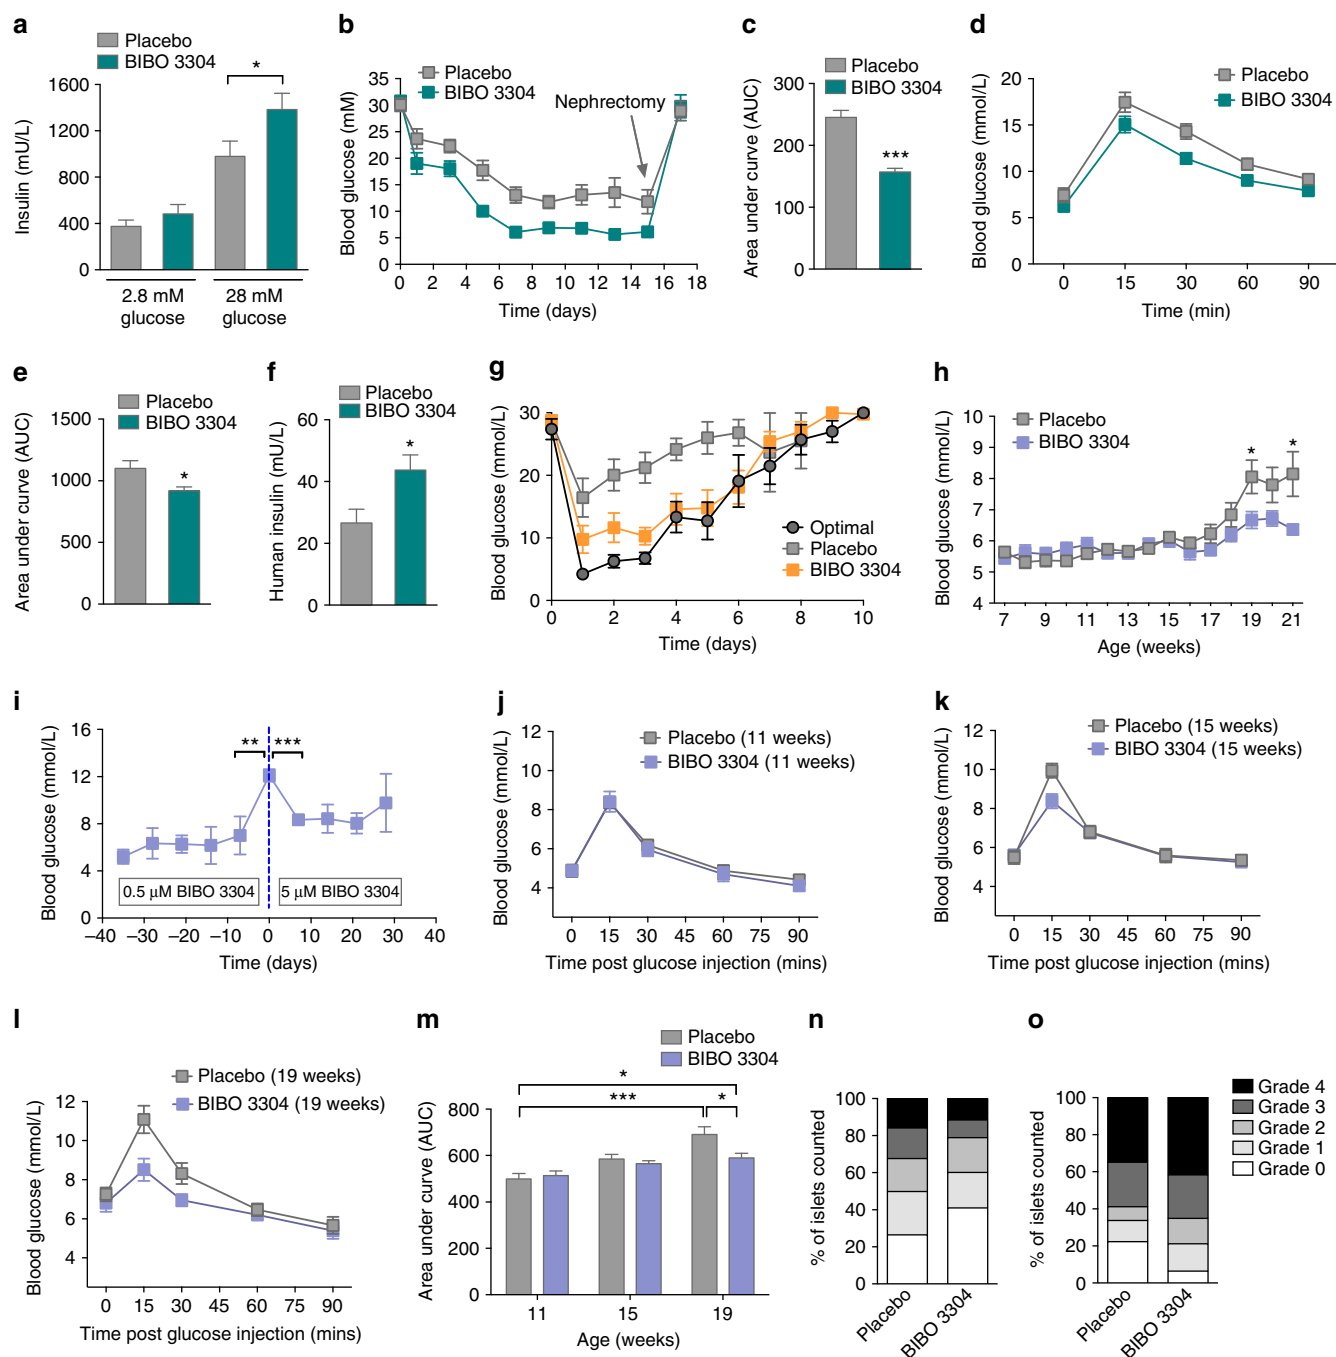 a
Placebo
BIBO 3304
*
Insulin (mU/L)
1600
1200
800
400
0
2.8 mM glucose
28 mM glucose
b
Placebo
BIBO 3304
Nephrectomy
Blood glucose (mM)
35
30
25
20
15
10
5
0
0 2 4 6 8 10 12 14 16 18
Time (days)
c
Placebo
BIBO 3304
***
Area under curve (AUC)
300
200
100
0
d
Placebo
BIBO 3304
Blood glucose (mmol/L)
20
15
10
5
0
0 15 30 60 90
Time (min)
e
Placebo
BIBO 3304
*
Area under curve (AUC)
1500
1000
500
0
f
Placebo
BIBO 3304
*
Human insulin (mU/L)
60
40
20
0
g
Blood glucose (mmol/L)
30
20
10
0
Optimal
Placebo
BIBO 3304
0 2 4 6 8 10
Time (days)
h
Placebo
BIBO 3304
* *
Blood glucose (mmol/L)
10
9
8
7
6
5
4
7 9 11 13 15 17 19 21
Age (weeks)
i
Blood glucose (mmol/L)
16
12
8
4
0
** ***
0.5 μM BIBO 3304
5 μM BIBO 3304
–40 –30 –20 –10 0 10 20 30 40
Time (days)
j
Placebo (11 weeks)
BIBO 3304 (11 weeks)
Blood glucose (mmol/L)
12
10
8
6
4
0 15 30 45 60 75 90
Time post glucose injection (mins)
k
Placebo (15 weeks)
BIBO 3304 (15 weeks)
Blood glucose (mmol/L)
12
10
8
6
4
0 15 30 45 60 75 90
Time post glucose injection (mins)
l
Placebo (19 weeks)
BIBO 3304 (19 weeks)
Blood glucose (mmol/L)
12
10
8
6
4
0 15 30 45 60 75 90
Time post glucose injection (mins)
m
Placebo
BIBO 3304
*
*** *
Area under curve (AUC)
800
600
400
200
0
11 15 19
Age (weeks)
n
% of islets counted
100
80
60
40
20
0
Placebo
BIBO 3304
o
% of islets counted
100
80
60
40
20
0
Placebo
BIBO 3304
Grade 4
Grade 3
Grade 2
Grade 1
Grade 0